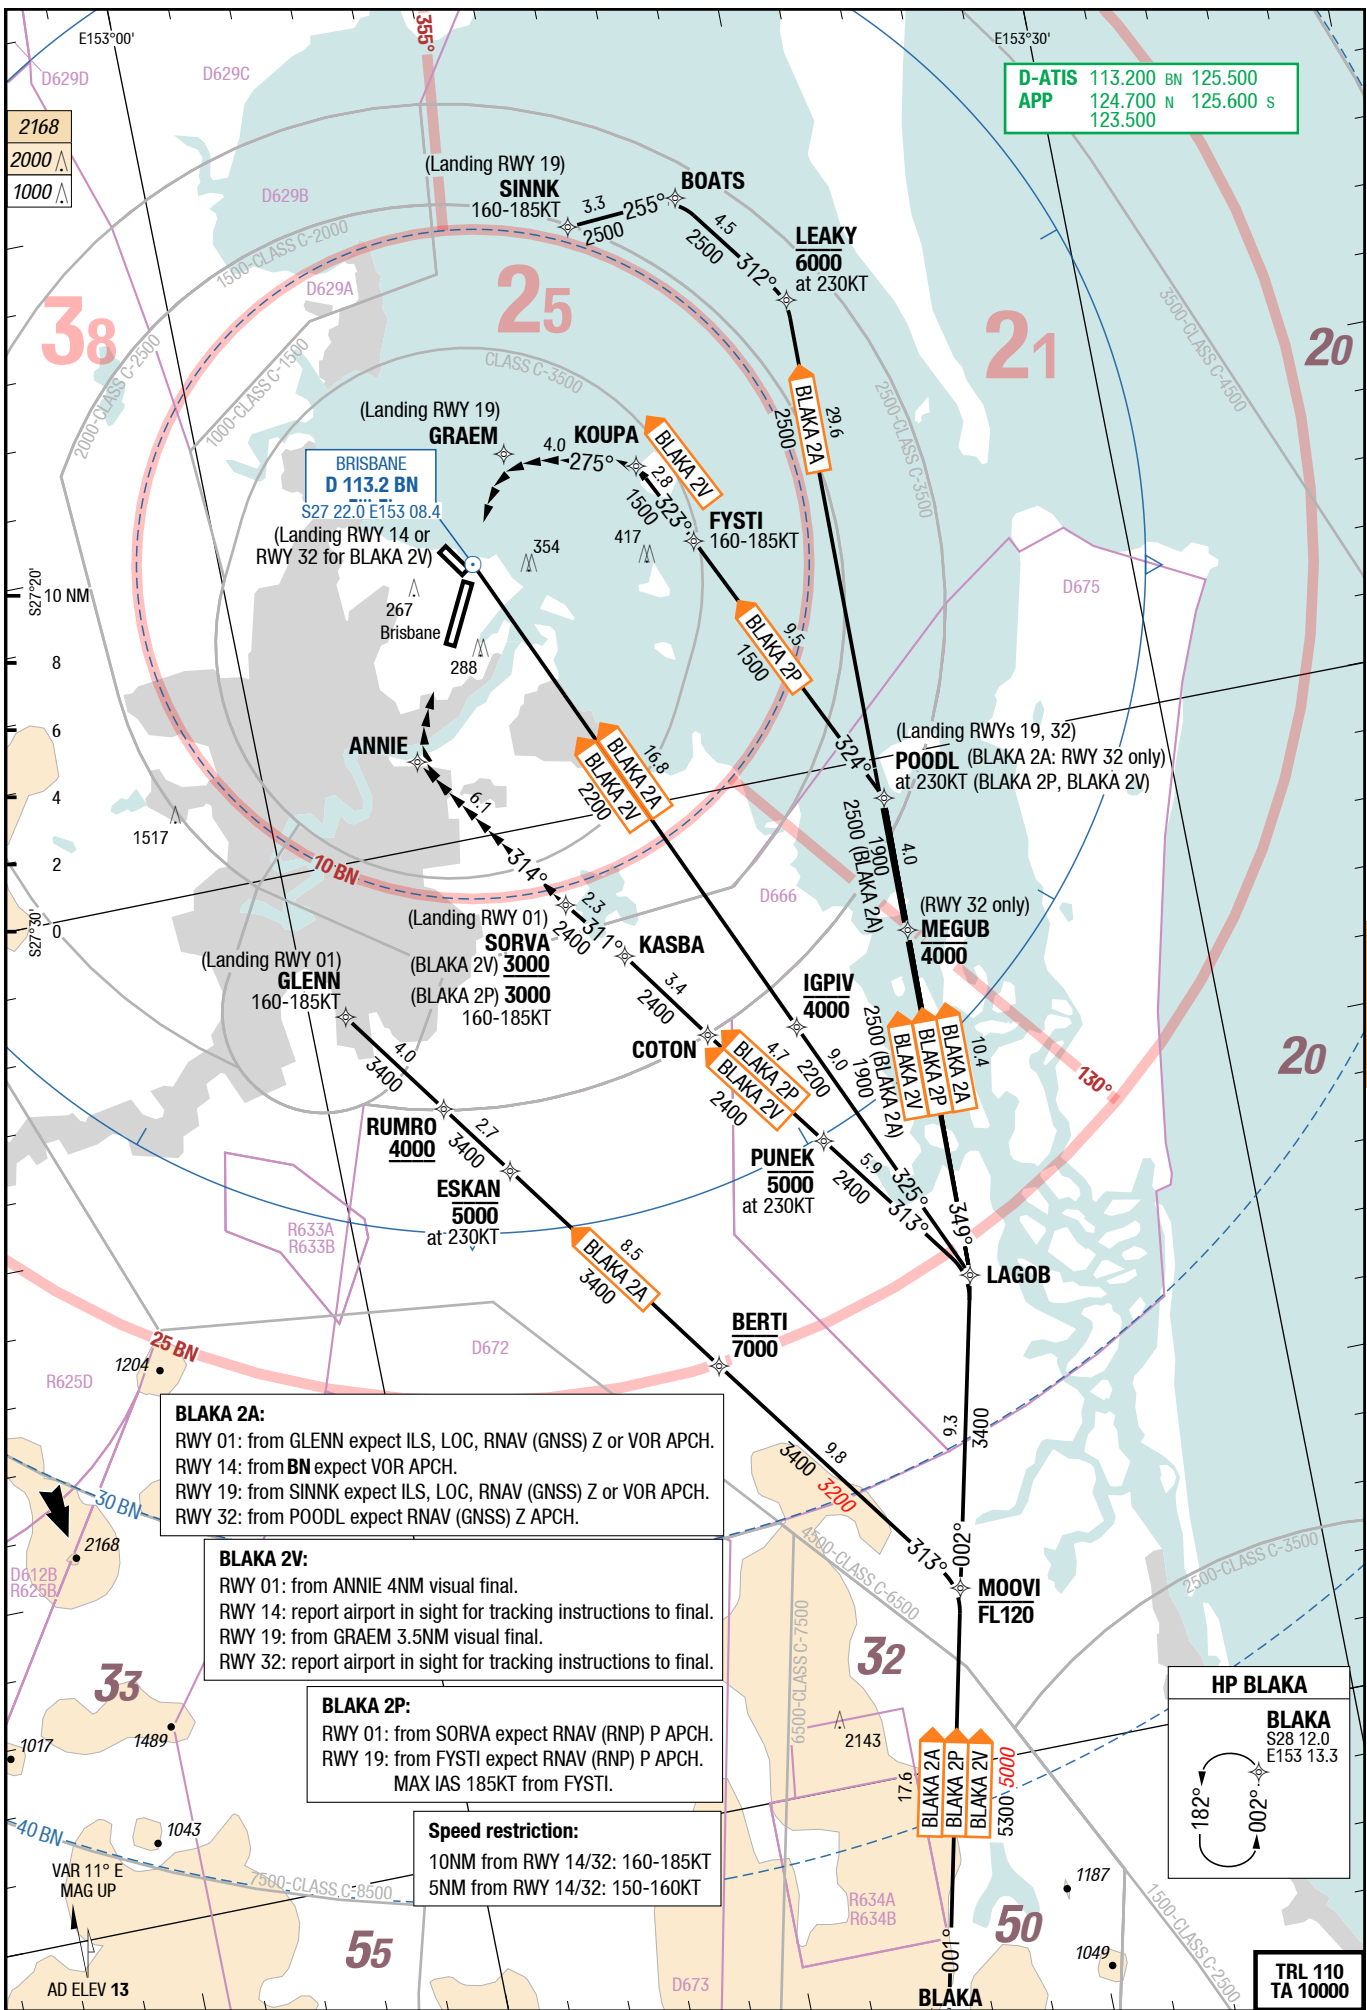 E153°00'
355°
E153°30'
D629D
D629C
D-ATIS 113.200 BN 125.500
APP 124.700 N 125.600 S
123.500
2168
2000
1000
(Landing RWY 19)
SINNK
160-185KT
3.3
255°
2500
BOATS
4.5
2500
312°
LEAKY
6000
at 230KT
D629B
1500-CLASS C-2000
D629A
38
25
21
20
3500-CLASS C-4500
2000-CLASS C-2500
1000-CLASS C-1500
CLASS C-3500
2500-CLASS C-3500
BLAKA 2A
29.6
2500
(Landing RWY 19)
GRAEM
4.0
275°
KOUPA
BLAKA 2V
2.8
323°
1500
FYSTI
160-185KT
BRISBANE
D 113.2 BN
S27 22.0 E153 08.4
(Landing RWY 14 or
RWY 32 for BLAKA 2V)
354
417
267
Brisbane
288
S27°20'
10 NM
8
6
4
2
0
S27°30'
D675
BLAKA 2P
9.5
1500
324°
(Landing RWYs 19, 32)
POODL (BLAKA 2A: RWY 32 only)
at 230KT (BLAKA 2P, BLAKA 2V)
ANNIE
BLAKA 2A
BLAKA 2V
16.8
2200
1517
6.1
314°
10 BN
2.3
311°
2400
D666
4.0
1900
2500 (BLAKA 2A)
(RWY 32 only)
MEGUB
4000
(Landing RWY 01)
SORVA
(BLAKA 2V) 3000
(BLAKA 2P) 3000
160-185KT
KASBA
3.4
2400
(Landing RWY 01)
GLENN
160-185KT
IGPIV
4000
COTON
BLAKA 2P
BLAKA 2V
4.7
2400
9.0
2200
1900
2500 (BLAKA 2A)
BLAKA 2V
BLAKA 2P
BLAKA 2A
10.4
20
130°
4.0
3400
RUMRO
4000
2.7
3400
ESKAN
5000
at 230KT
PUNEK
5000
at 230KT
5.9
2400
313°
325°
349°
R633A
R633B
BLAKA 2A
8.5
3400
LAGOB
BERTI
7000
D672
25 BN
1204
R625D
9.3
3400
BLAKA 2A:
RWY 01: from GLENN expect ILS, LOC, RNAV (GNSS) Z or VOR APCH.
RWY 14: from BN expect VOR APCH.
RWY 19: from SINNK expect ILS, LOC, RNAV (GNSS) Z or VOR APCH.
RWY 32: from POODL expect RNAV (GNSS) Z APCH.
9.8
3400
3200
313°
002°
30 BN
2168
D612B
R625B
4500-CLASS C-6500
2500-CLASS C-3500
MOOVI
FL120
BLAKA 2V:
RWY 01: from ANNIE 4NM visual final.
RWY 14: report airport in sight for tracking instructions to final.
RWY 19: from GRAEM 3.5NM visual final.
RWY 32: report airport in sight for tracking instructions to final.
6500-CLASS C-7500
33
32
BLAKA 2P:
RWY 01: from SORVA expect RNAV (RNP) P APCH.
RWY 19: from FYSTI expect RNAV (RNP) P APCH.
MAX IAS 185KT from FYSTI.
1489
1017
2143
17.6
BLAKA 2A
BLAKA 2P
BLAKA 2V
5300 5000
HP BLAKA
BLAKA
S28 12.0
E153 13.3
182°
002°
Speed restriction:
10NM from RWY 14/32: 160-185KT
5NM from RWY 14/32: 150-160KT
40 BN
1043
VAR 11° E
MAG UP
7500-CLASS C-8500
1187
R634A
R634B
50
55
1500-CLASS C-2500
1049
001°
AD ELEV 13
D673
BLAKA
TRL 110
TA 10000